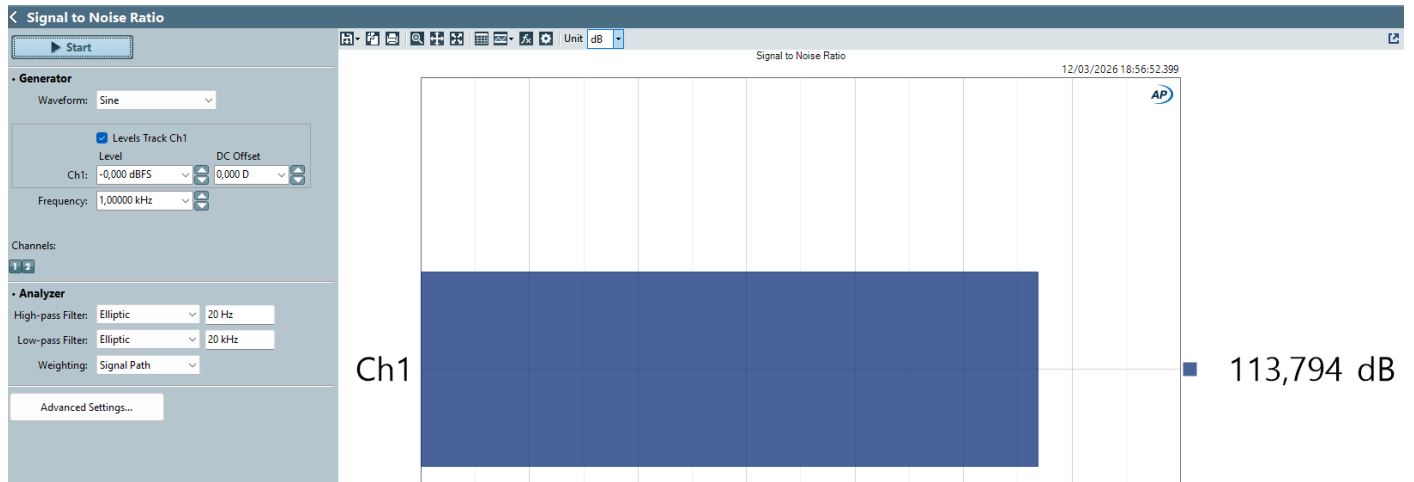 Signal to Noise Ratio
Start
Unit dB
Signal to Noise Ratio
12/03/2026 18:56:52.399
AP
Generator
Waveform: Sine
Levels Track Ch1
Level DC Offset
Ch1: -0,000 dBFS 0,000 D
Frequency: 1,00000 kHz
Channels:
1 2
Analyzer
High-pass Filter: Elliptic 20 Hz
Low-pass Filter: Elliptic 20 kHz
Weighting: Signal Path
Advanced Settings...
Ch1
113,794 dB